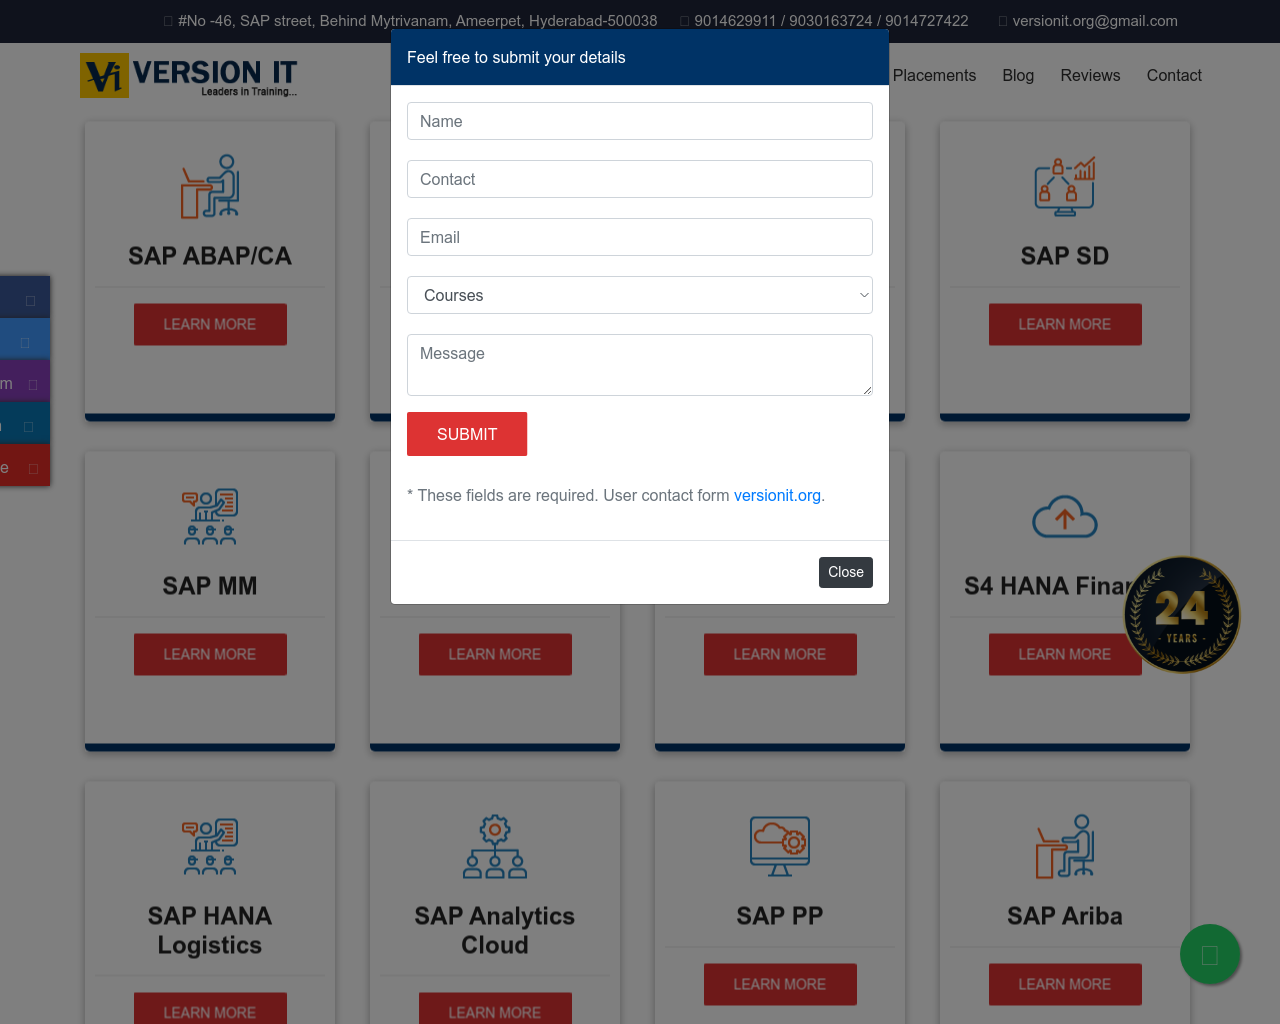 #No -46, SAP street, Behind Mytrivanam, Ameerpet, Hyderabad-500038 9014629911 / 9030163724 / 9014727422 versionit.org@gmail.com
Feel free to submit your details
Vi VERSION IT
Leaders in Training...
Placements Blog Reviews Contact
Name
Contact
Email
Courses
Message
SUBMIT
* These fields are required. User contact form versionit.org.
Close
SAP ABAP/CA
LEARN MORE
SAP SD
LEARN MORE
m
e
SAP MM
LEARN MORE
LEARN MORE
LEARN MORE
S4 HANA Finan
LEARN MORE
24
- YEARS -
SAP HANA
Logistics
LEARN MORE
SAP Analytics
Cloud
LEARN MORE
SAP PP
LEARN MORE
SAP Ariba
LEARN MORE